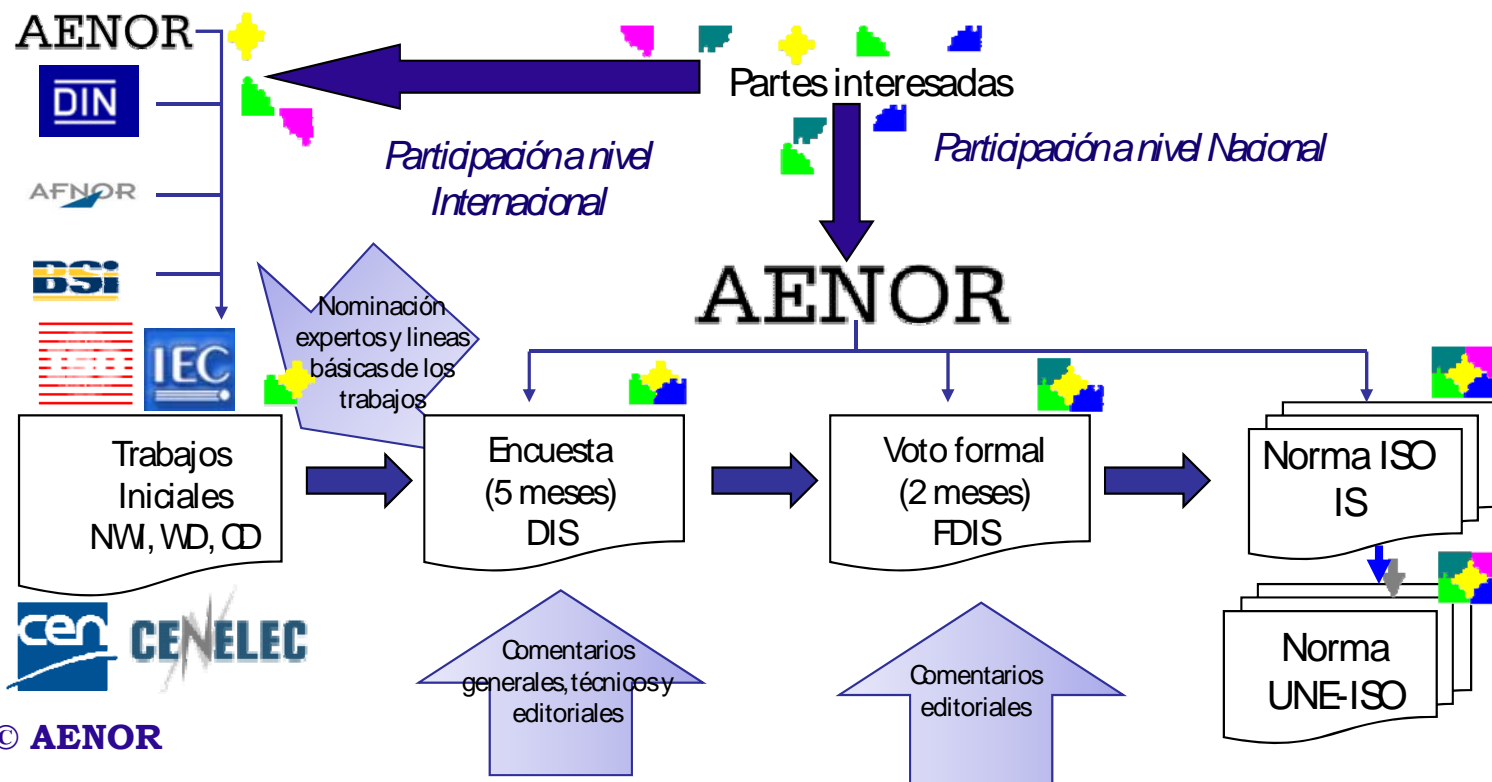 AENOR
DIN
AFNOR
BSi
ISO
IEC
Partes interesadas
Participación a nivel
Internacional
Participación a nivel Nacional
AENOR
Nominación
expertos y lineas
básicas de los
trabajos
Trabajos
Iniciales
NWI, WD, CD
Encuesta
(5 meses)
DIS
Voto formal
(2 meses)
FDIS
Norma ISO
IS
Norma
UNE-ISO
cen
CENELEC
Comentarios
generales, técnicos y
editoriales
Comentarios
editoriales
© AENOR